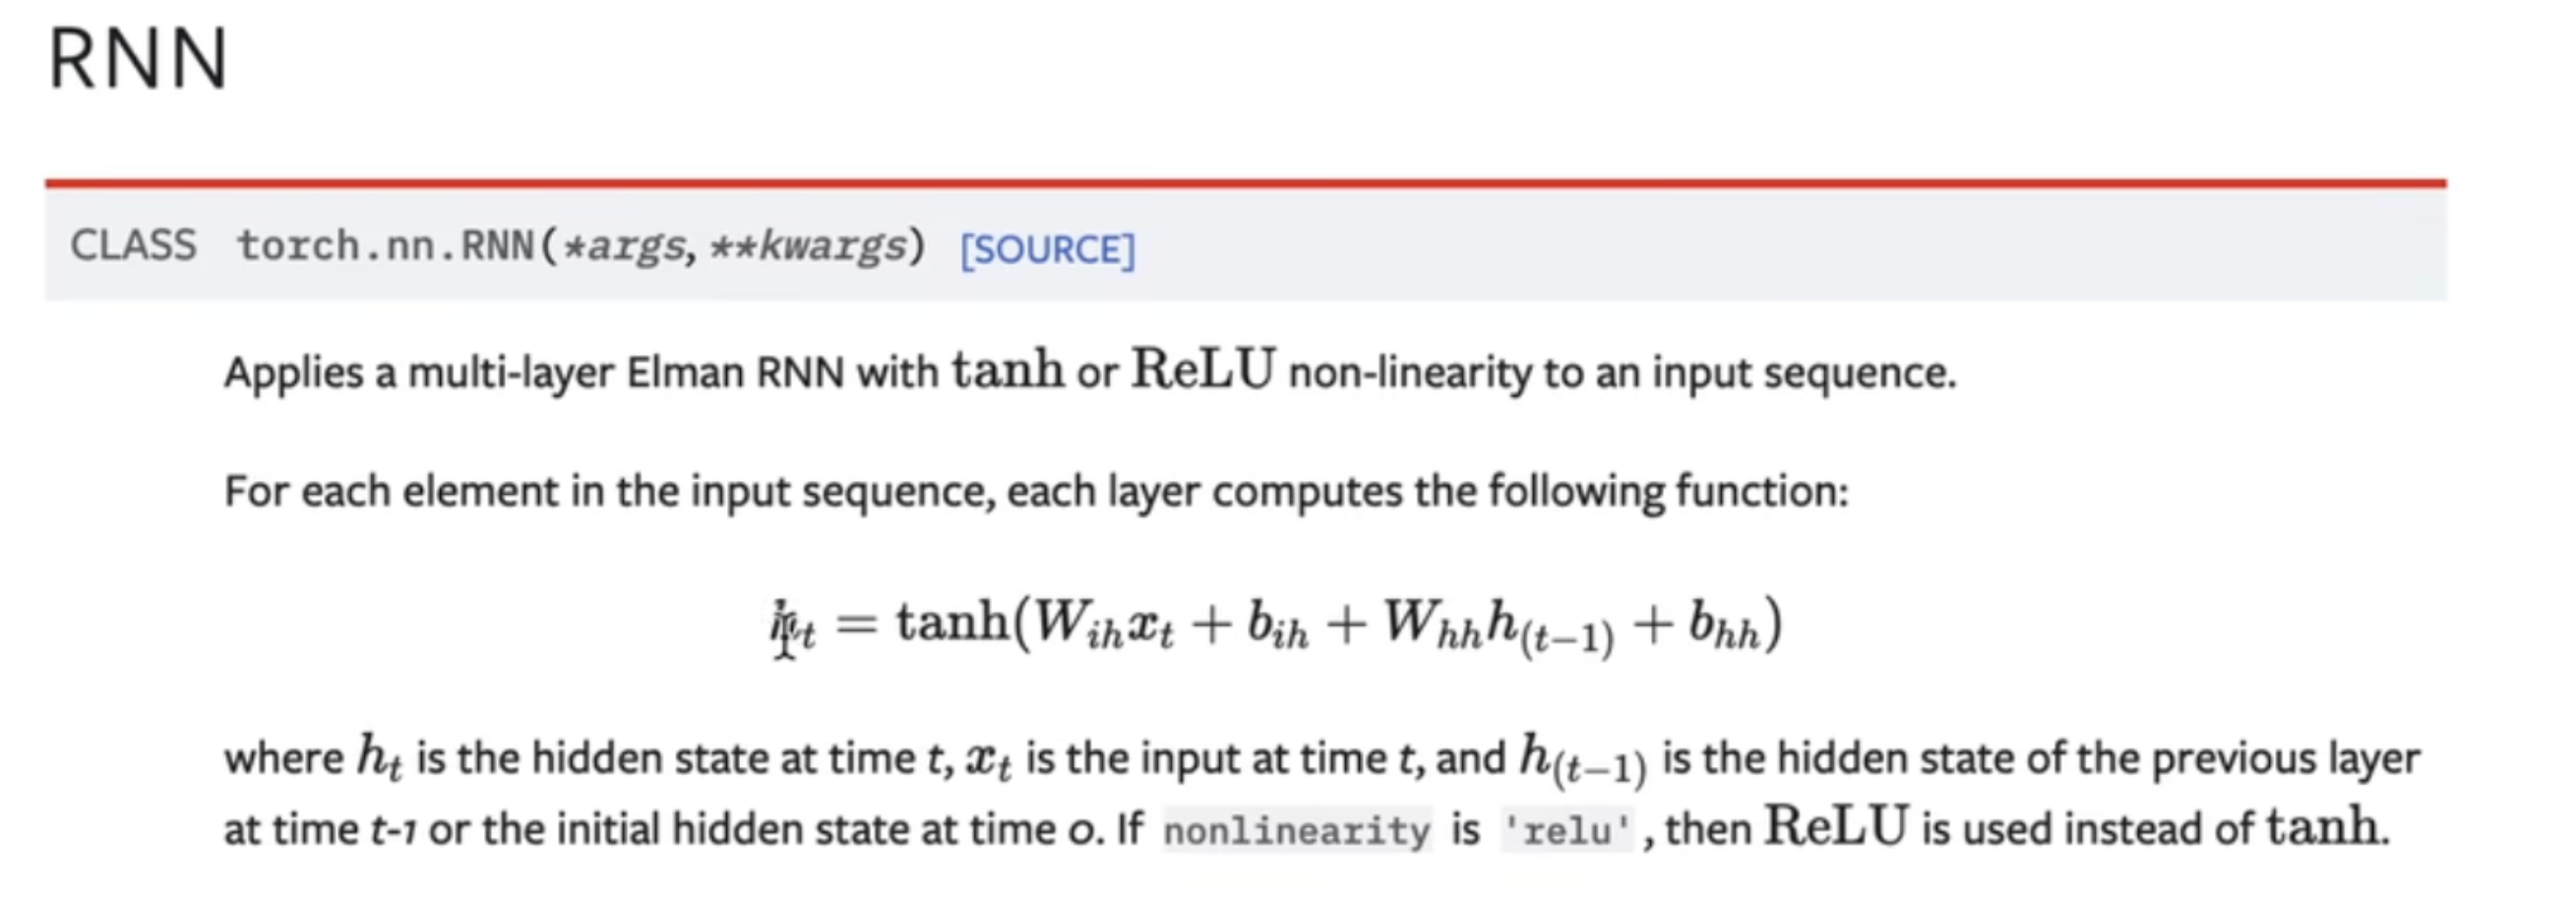 RNN
CLASS torch.nn.RNN(*args, **kwargs) [SOURCE]
Applies a multi-layer Elman RNN with tanh or ReLU non-linearity to an input sequence.
For each element in the input sequence, each layer computes the following function:
h_t = tanh(W_{ih}x_t + b_{ih} + W_{hh}h_{(t−1)} + b_{hh})
where h_t is the hidden state at time t, x_t is the input at time t, and h_{(t−1)} is the hidden state of the previous layer
at time t-1 or the initial hidden state at time 0. If nonlinearity is 'relu', then ReLU is used instead of tanh.